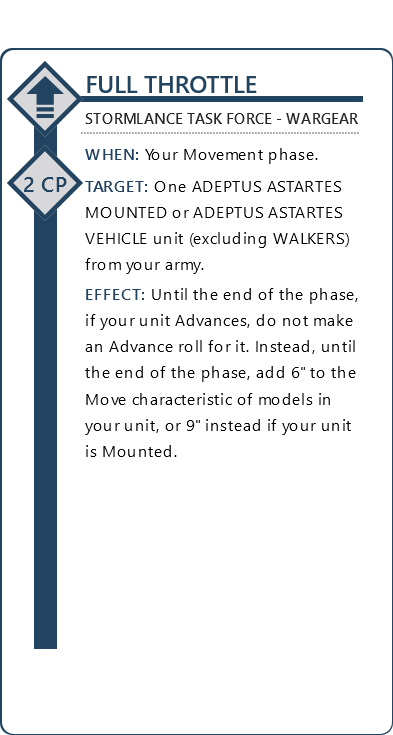 FULL THROTTLE
STORMLANCE TASK FORCE - WARGEAR
WHEN: Your Movement phase.
2 CP
TARGET: One ADEPTUS ASTARTES
MOUNTED or ADEPTUS ASTARTES
VEHICLE unit (excluding WALKERS)
from your army.
EFFECT: Until the end of the phase,
if your unit Advances, do not make
an Advance roll for it. Instead, until
the end of the phase, add 6" to the
Move characteristic of models in
your unit, or 9" instead if your unit
is Mounted.